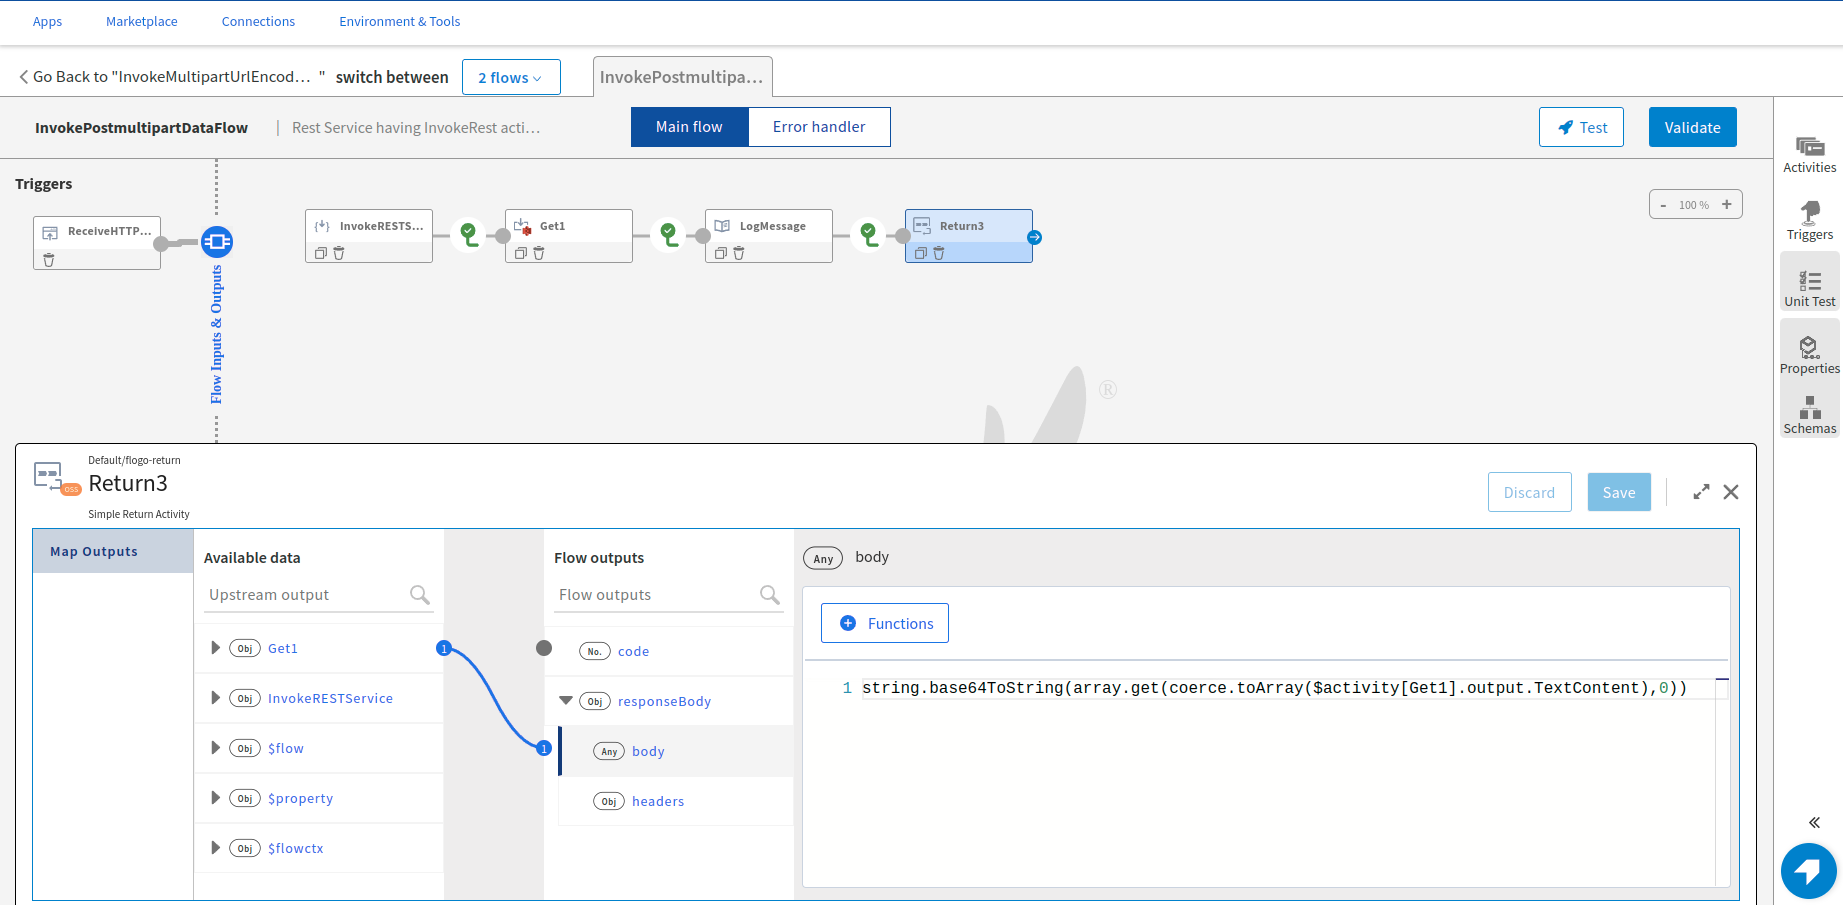 Apps Marketplace Connections Environment & Tools
Go Back to "InvokeMultipartUrlEncod... " switch between 2 flows InvokePostmultipa...
InvokePostmultipartDataFlow Rest Service having InvokeRest acti... Main flow Error handler Test Validate
Activities
Triggers
100 %
- +
ReceiveHTTP...
InvokeRESTS... Get1 LogMessage Return3
Triggers
Flow Inputs & Outputs
Unit Test
Properties
Schemas
®
Default/flogo-return
OSS
Return3
Simple Return Activity
Discard Save
Map Outputs
Available data
Upstream output
Obj Get1
Obj InvokeRESTService
Obj $flow
Obj $property
Obj $flowctx
1
1
Flow outputs
Flow outputs
No. code
Obj responseBody
Any body
Obj headers
Any body
Functions
1 string.base64ToString(array.get(coerce.toArray($activity[Get1].output.TextContent),0))